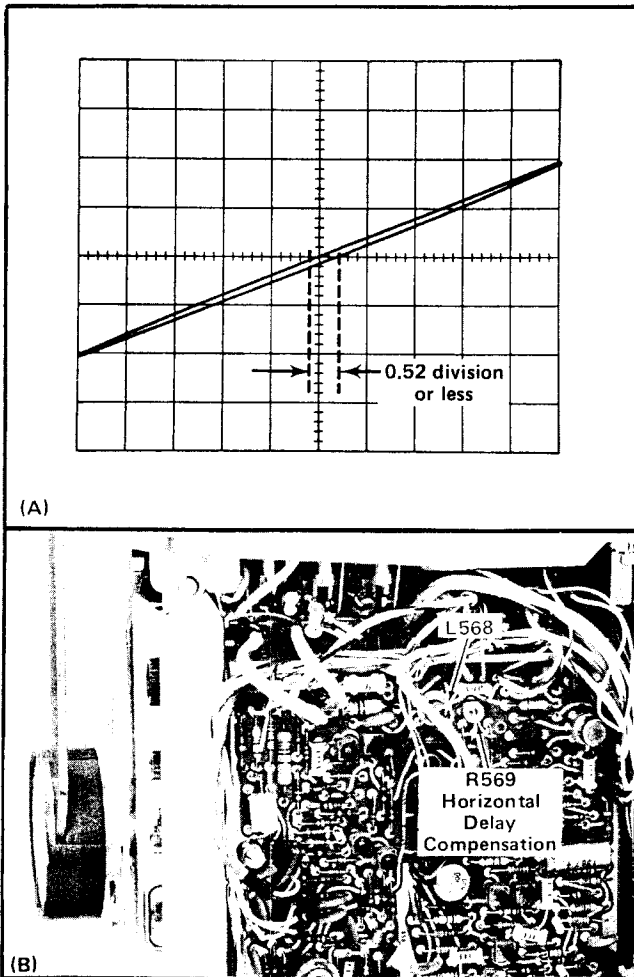 0.52 division
or less
(A)
L568
R569
Horizontal
Delay
Compensation
(B)